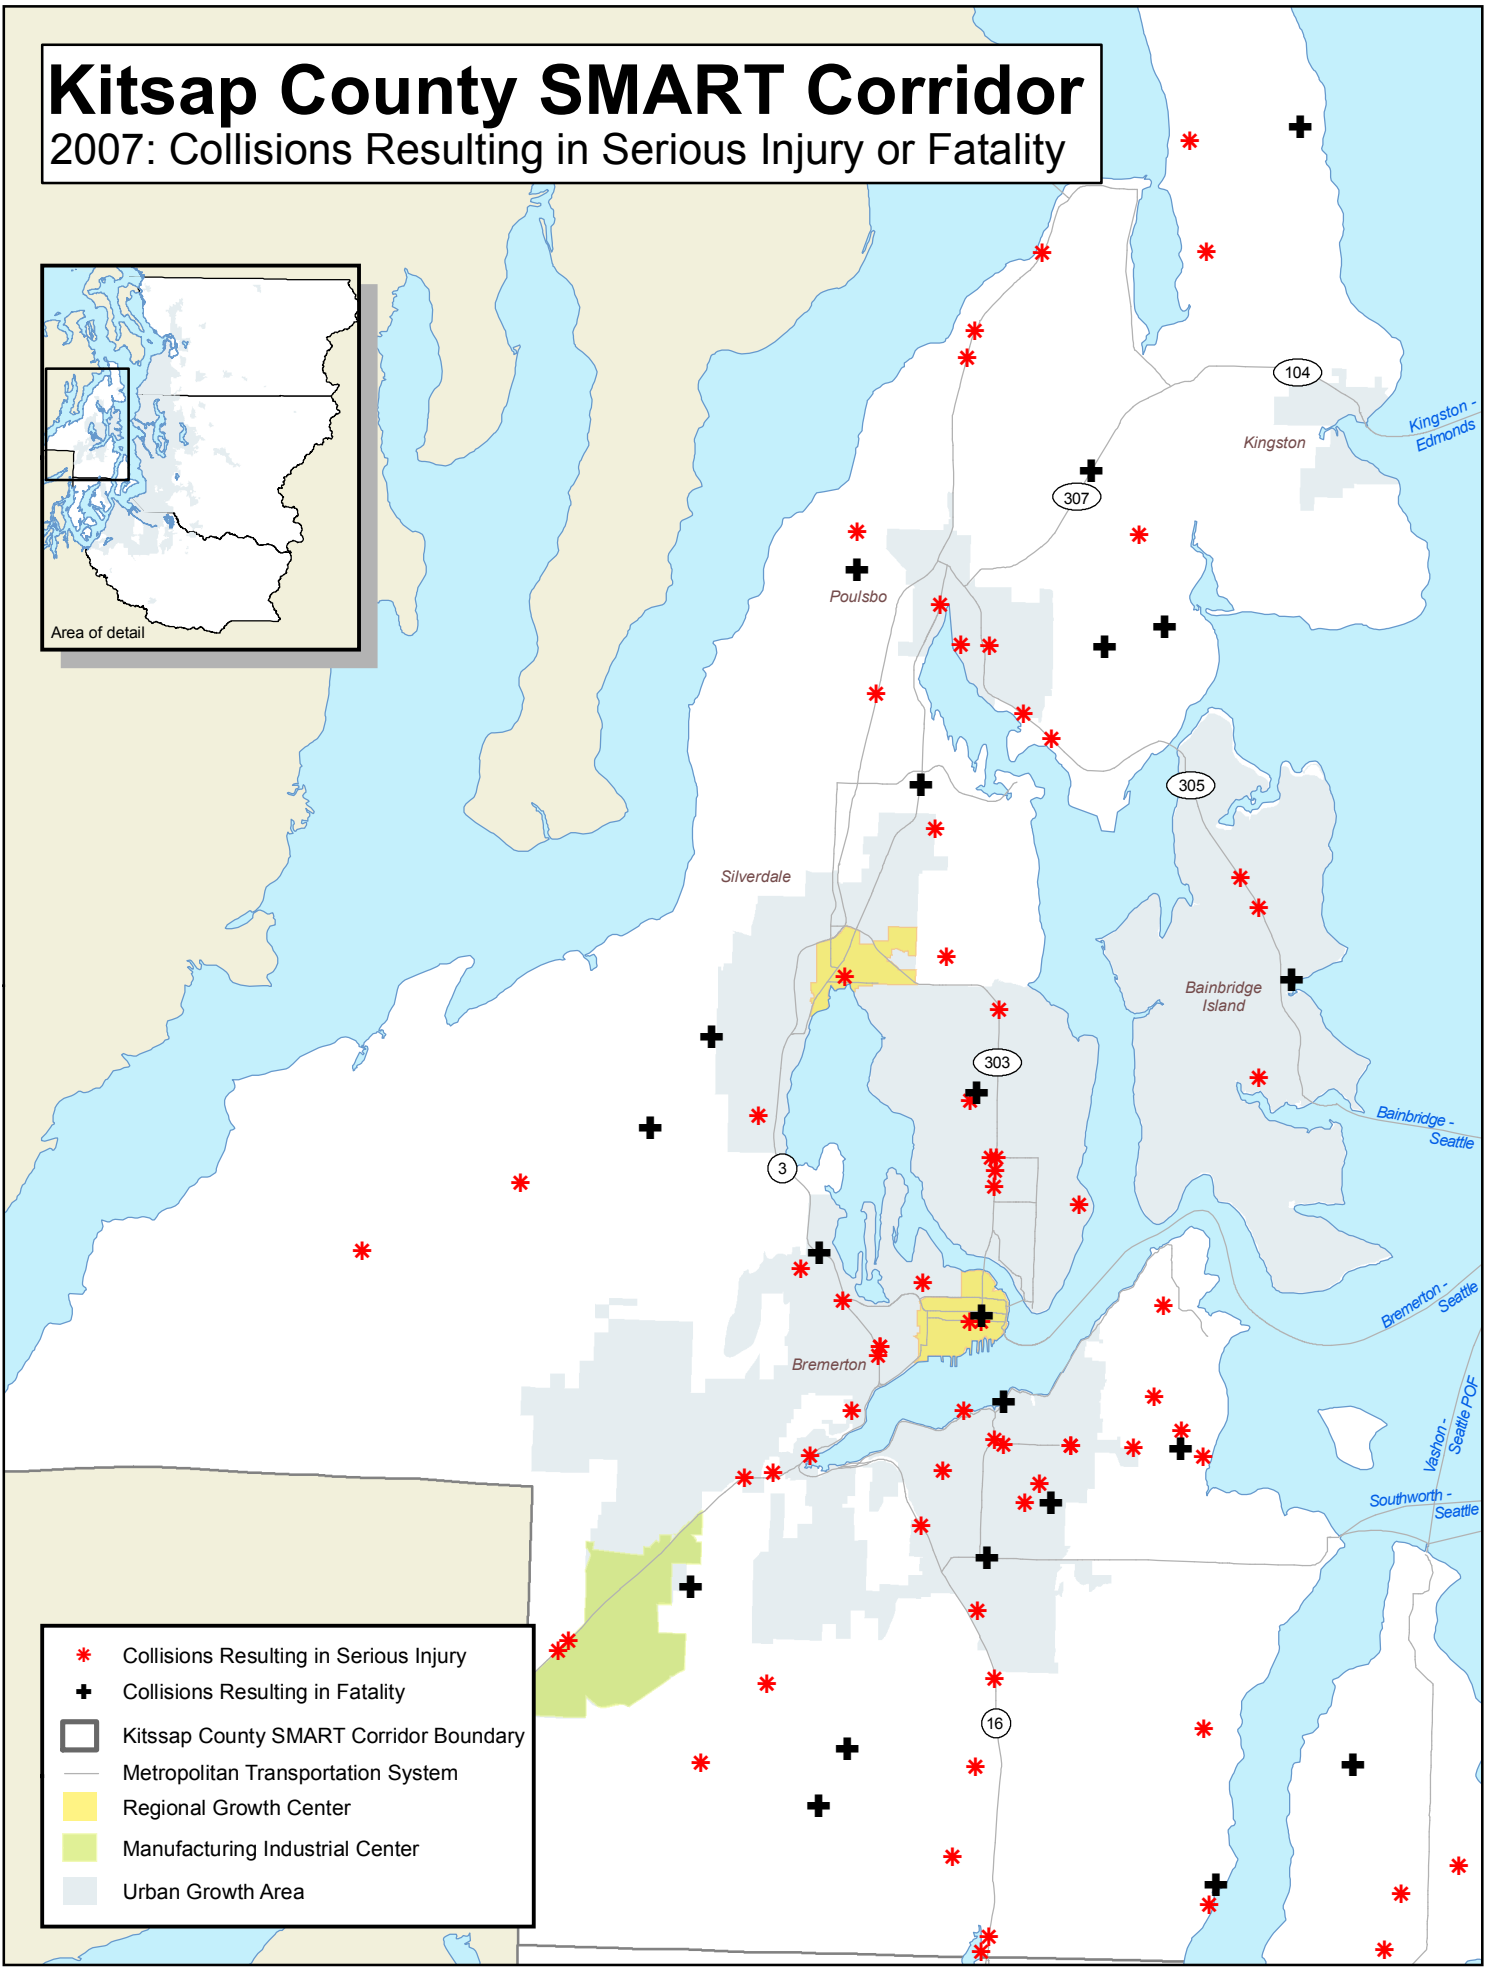 Kitsap County SMART Corridor
2007: Collisions Resulting in Serious Injury or Fatality
Area of detail
104
Kingston -
Edmonds
Kingston
307
Poulsbo
305
Silverdale
Bainbridge
Island
303
Bainbridge -
Seattle
3
Bremerton -
Seattle
Bremerton
Vashon -
Seattle POF
Southworth -
Seattle
16
Collisions Resulting in Serious Injury
Collisions Resulting in Fatality
Kitssap County SMART Corridor Boundary
Metropolitan Transportation System
Regional Growth Center
Manufacturing Industrial Center
Urban Growth Area